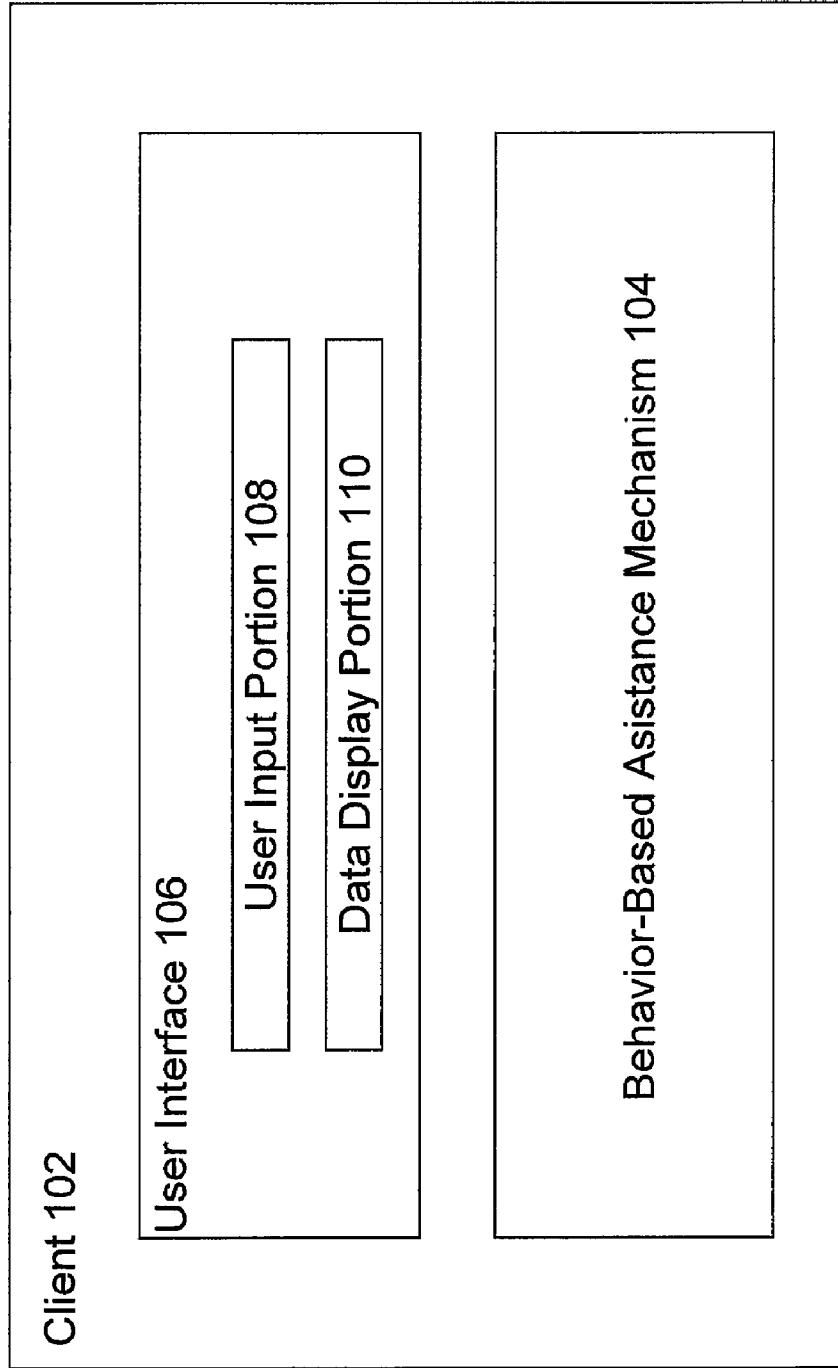 Client 102
User Interface 106
User Input Portion 108
Data Display Portion 110
Behavior-Based Asistance Mechanism 104